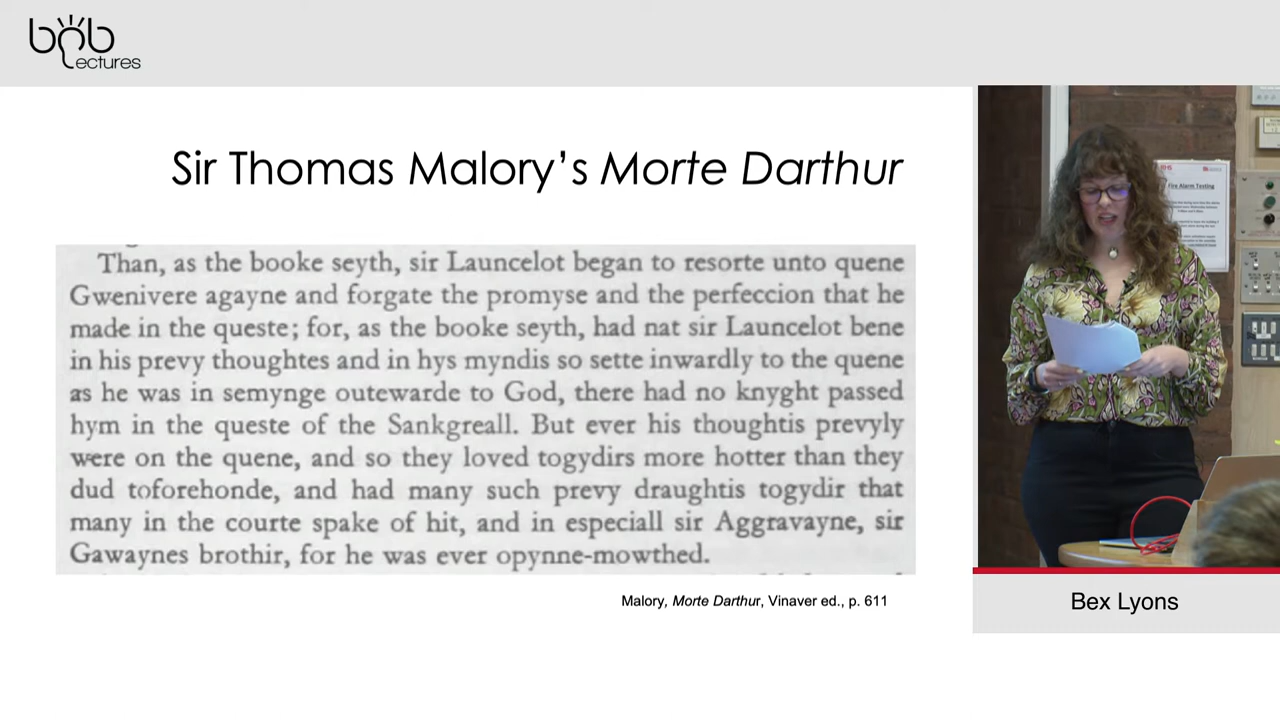 bob
Lectures
Sir Thomas Malory's Morte Darthur
Than, as the booke seyth, sir Launcelot began to resorte unto quene
Gwenivere agayne and forgate the promyse and the perfeccion that he
made in the queste; for, as the booke seyth, had nat sir Launcelot bene
in his prevy thoughtes and in hys myndis so sette inwardly to the quene
as he was in semynge outewarde to God, there had no knyght passed
hym in the queste of the Sankgreall. But ever his thoughtis prevyly
were on the quene, and so they loved togydirs more hotter than they
dud toforehonde, and had many such prevy draughtis togydir that
many in the courte spake of hit, and in especiall sir Aggravayne, sir
Gawaynes brothir, for he was ever opynne-mowthed.
Malory, Morte Darthur, Vinaver ed., p. 611
Fire Alarm Testing
Bex Lyons